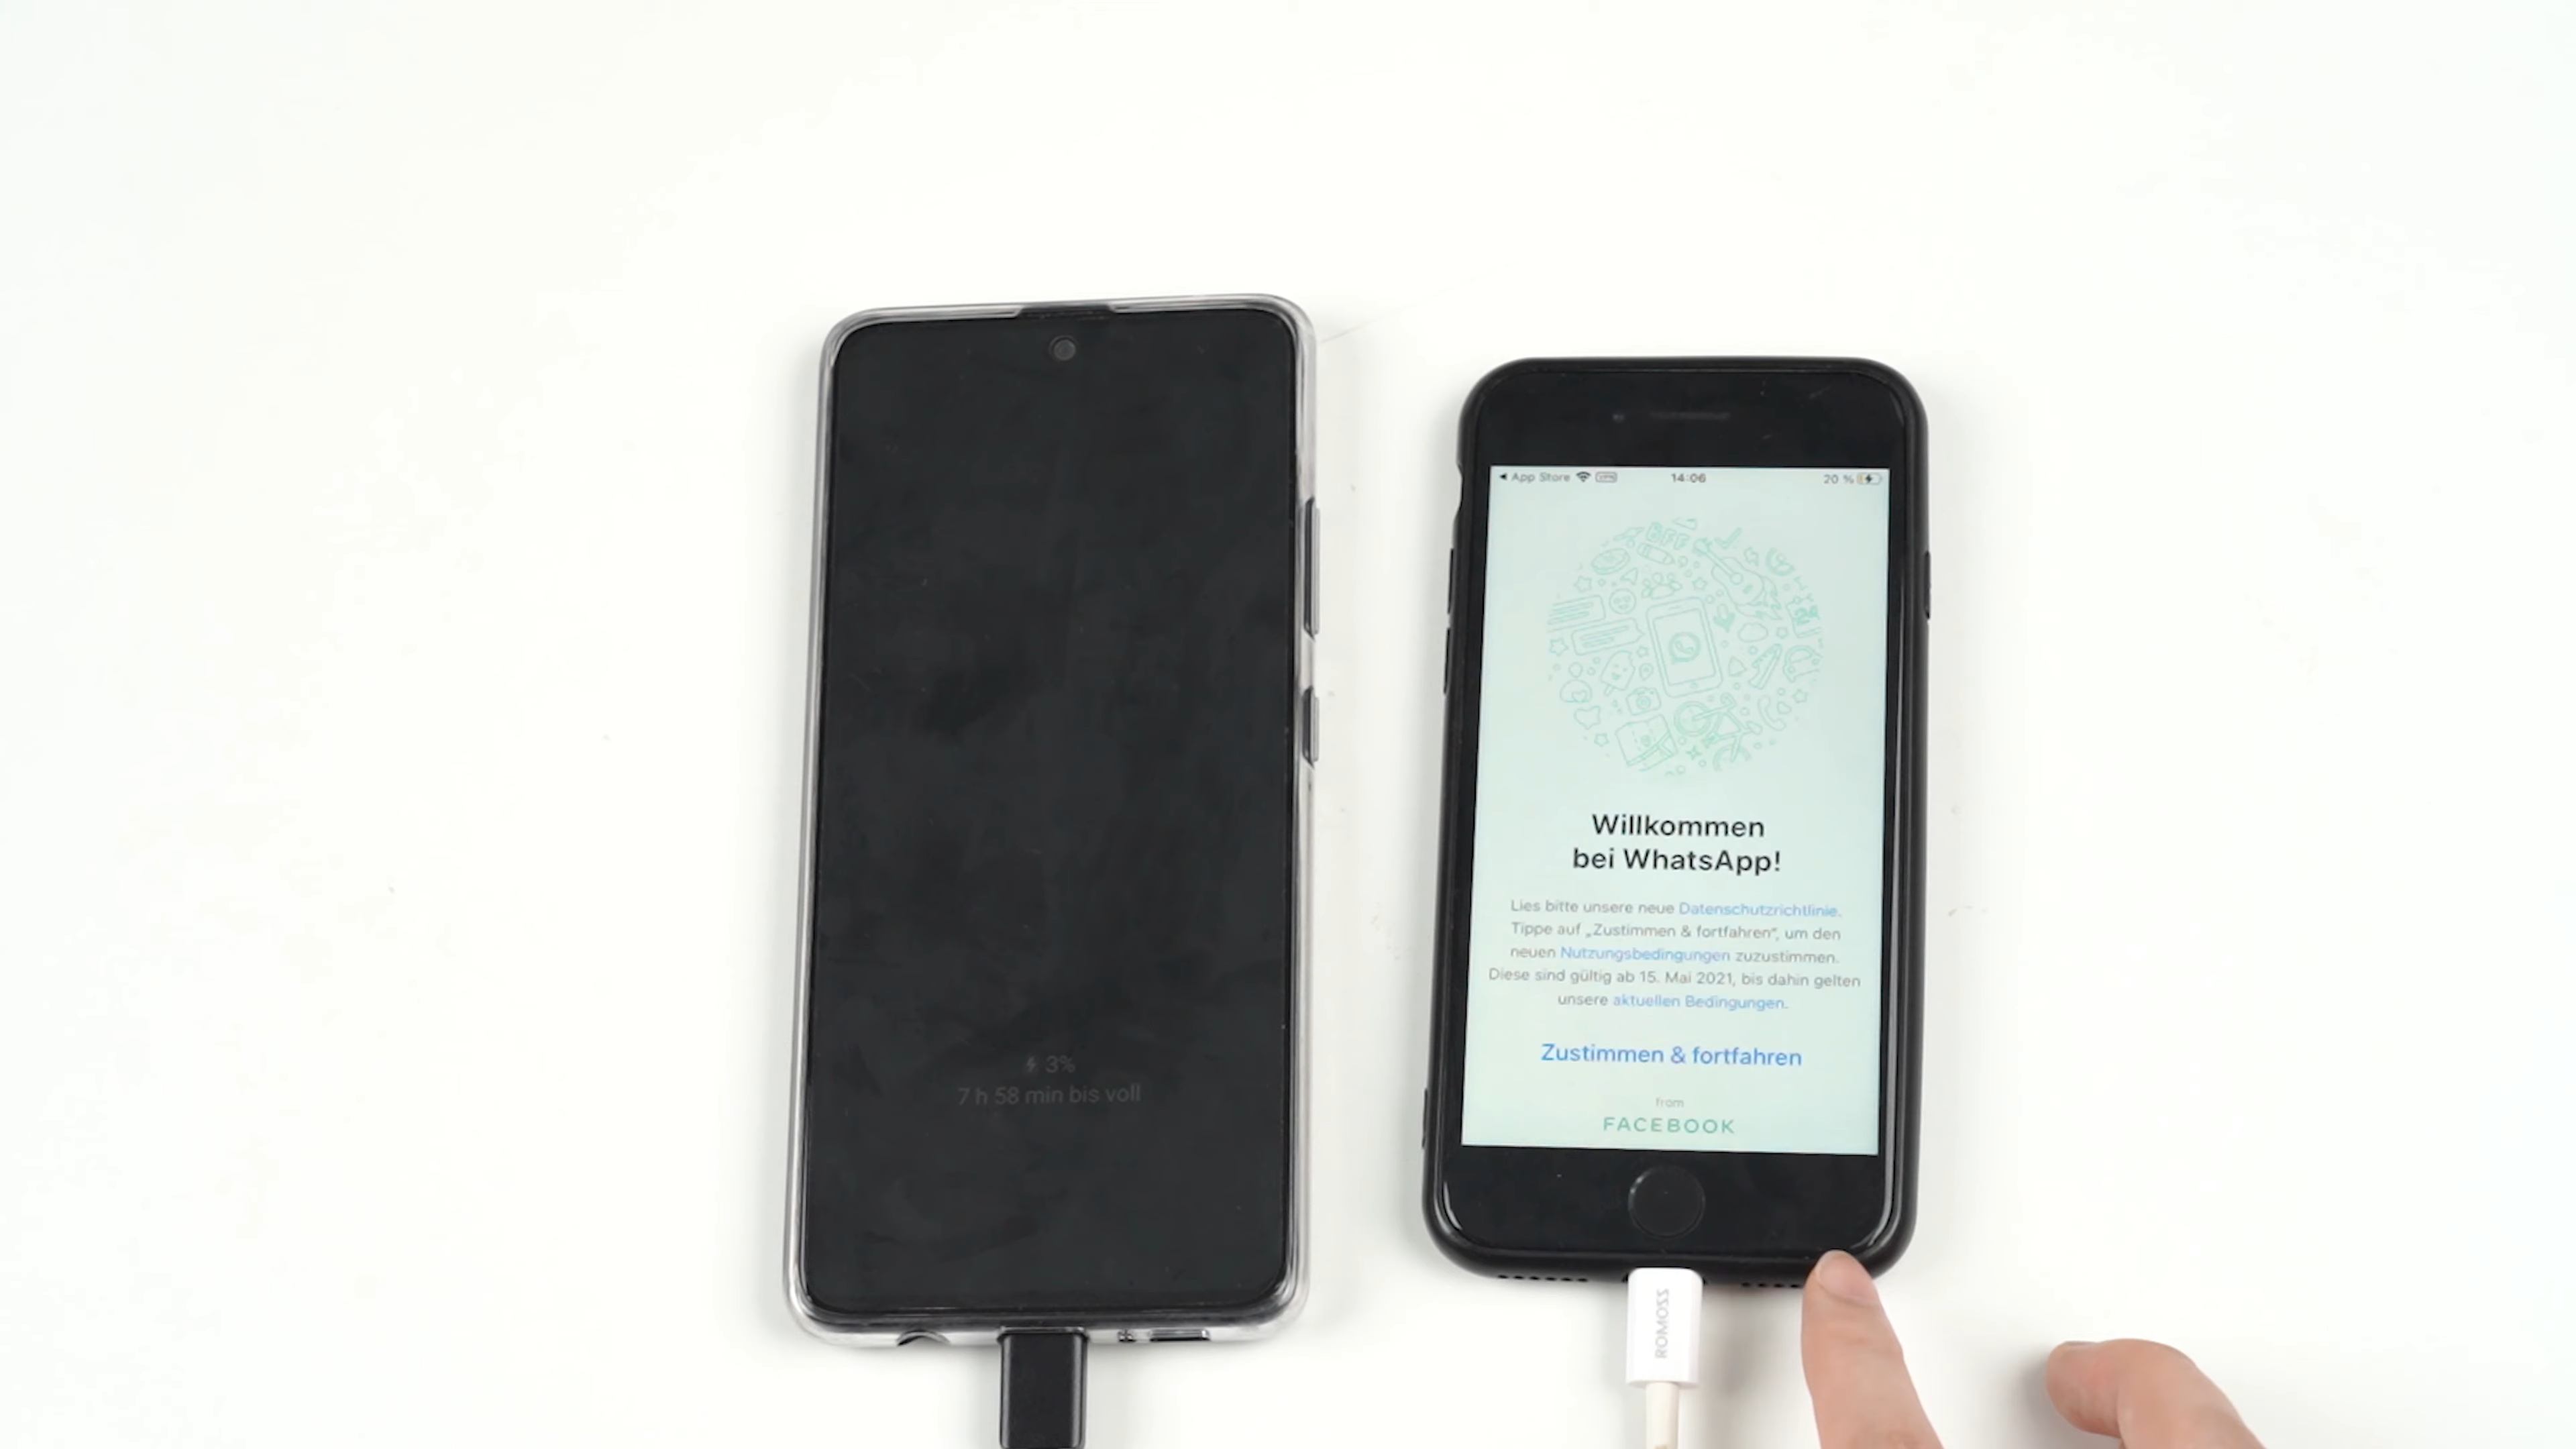 3%
7 h 58 min bis voll
App Store
14:06
20 %
BFF
Willkommen
bei WhatsApp!
Lies bitte unsere neue Datenschutzrichtlinie.
Tippe auf „Zustimmen & fortfahren“, um den
neuen Nutzungsbedingungen zuzustimmen.
Diese sind gültig ab 15. Mai 2021, bis dahin gelten
unsere aktuellen Bedingungen.
Zustimmen & fortfahren
from
FACEBOOK
ROMOSS